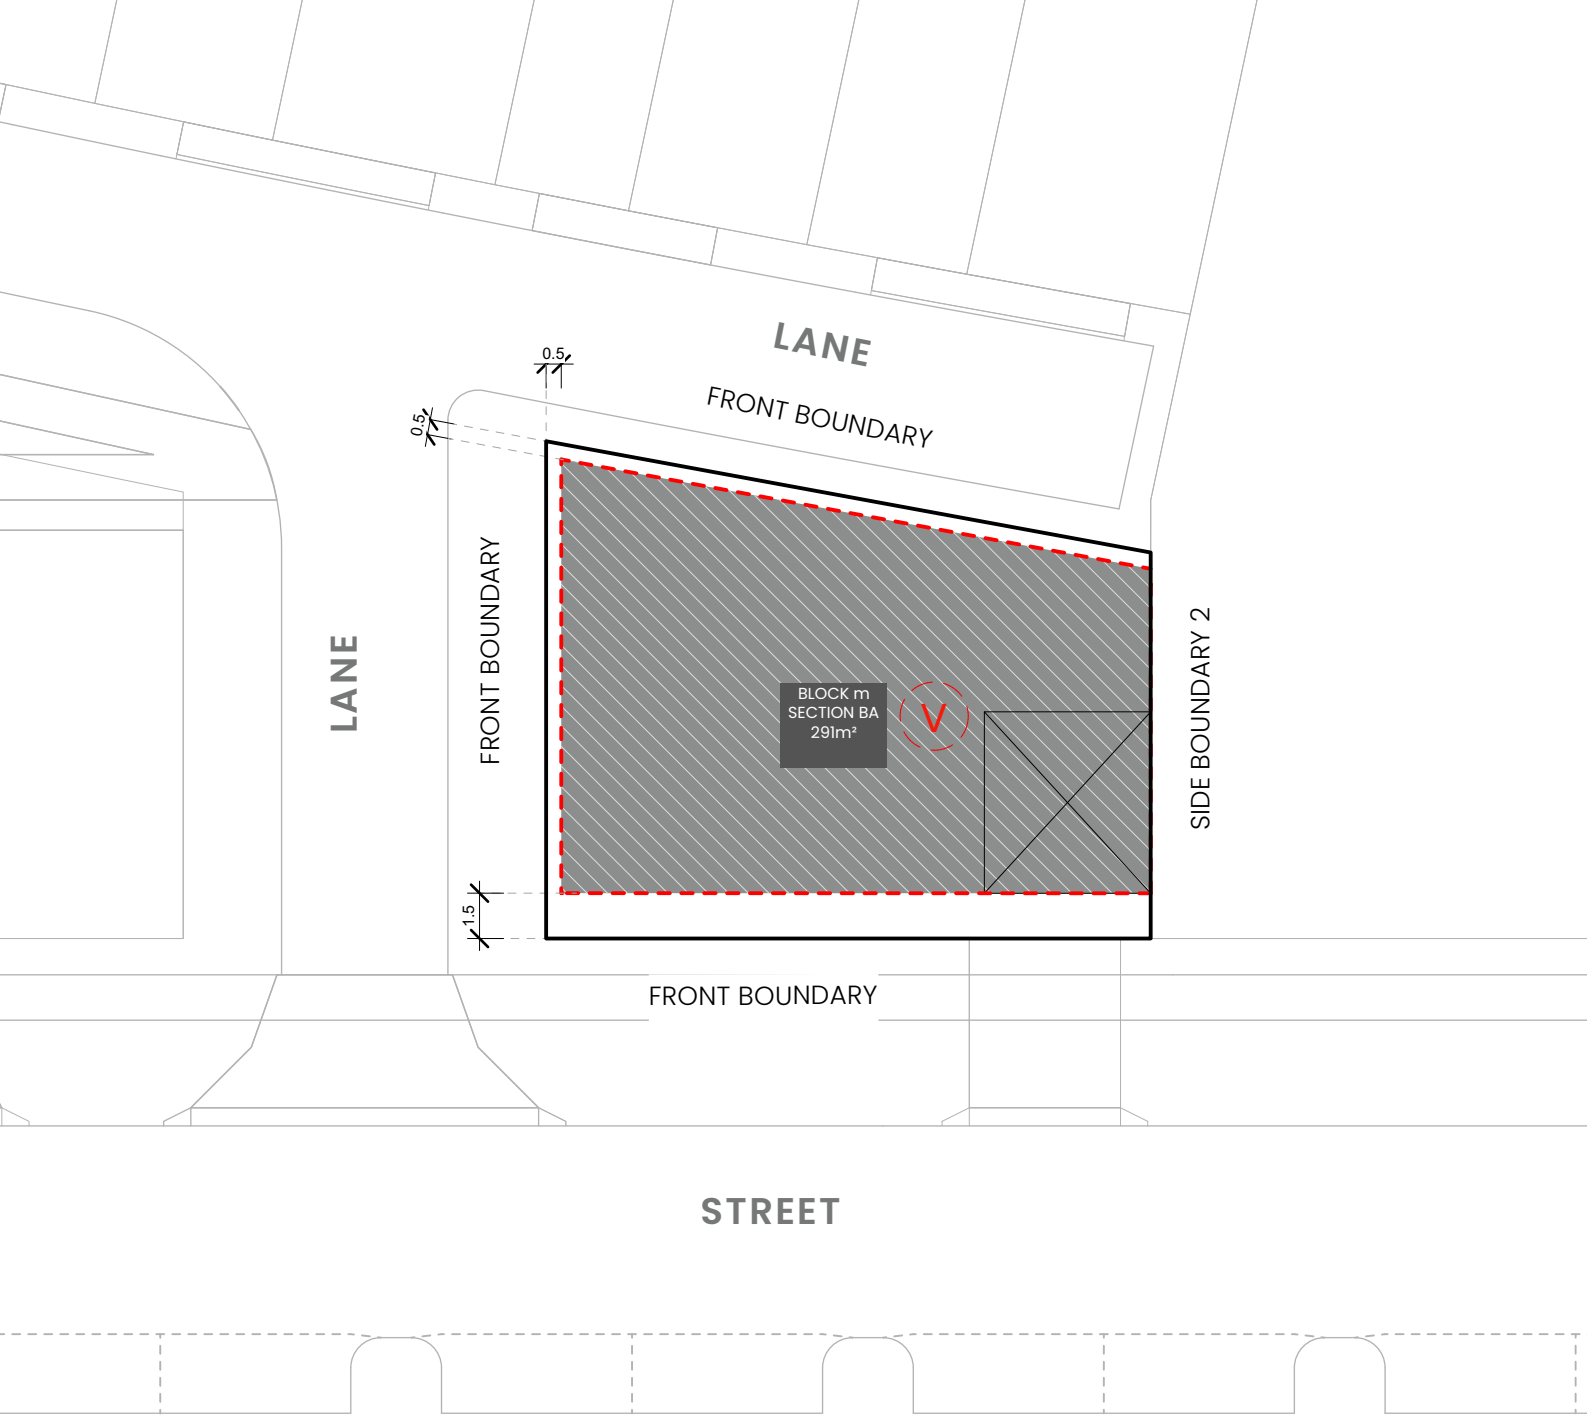 LANE
0.5
FRONT BOUNDARY
0.5
FRONT BOUNDARY
LANE
SIDE BOUNDARY 2
BLOCK m
SECTION BA
291m²
V
1.5
FRONT BOUNDARY
STREET